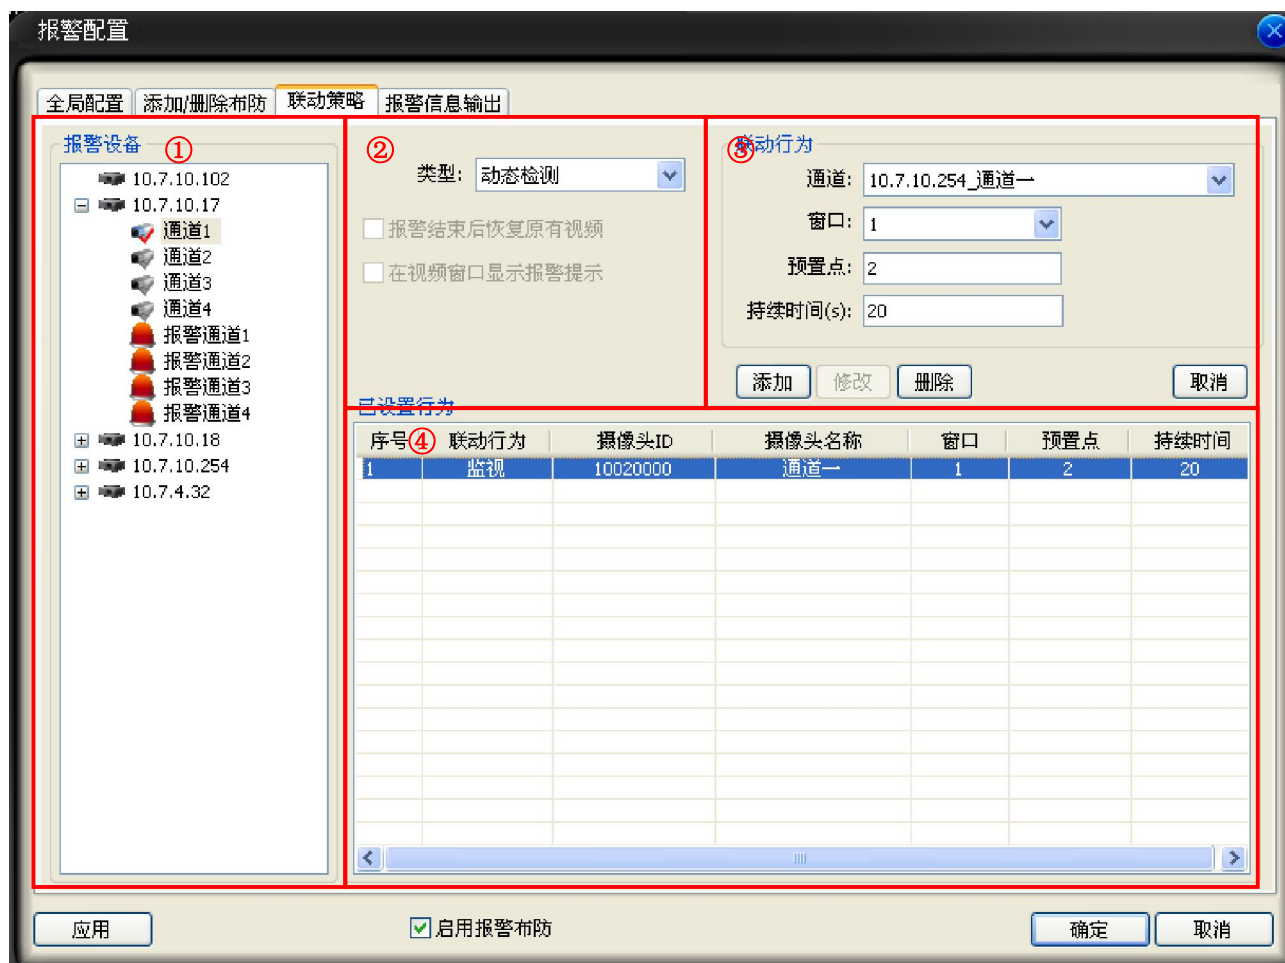 报警配置
全局配置 添加/删除布防 联动策略 报警信息输出
报警设备 ①
10.7.10.102
10.7.10.17
通道1
通道2
通道3
通道4
报警通道1
报警通道2
报警通道3
报警通道4
10.7.10.18
10.7.10.254
10.7.4.32
②
类型: 动态检测
报警结束后恢复原有视频
在视频窗口显示报警提示
③
联动行为
通道: 10.7.10.254_通道一
窗口: 1
预置点: 2
持续时间(s): 20
添加 修改 删除 取消
已设置行为
④
序号 联动行为 摄像头ID 摄像头名称 窗口 预置点 持续时间
1 监视 10020000 通道一 1 2 20
应用 启用报警布防 确定 取消